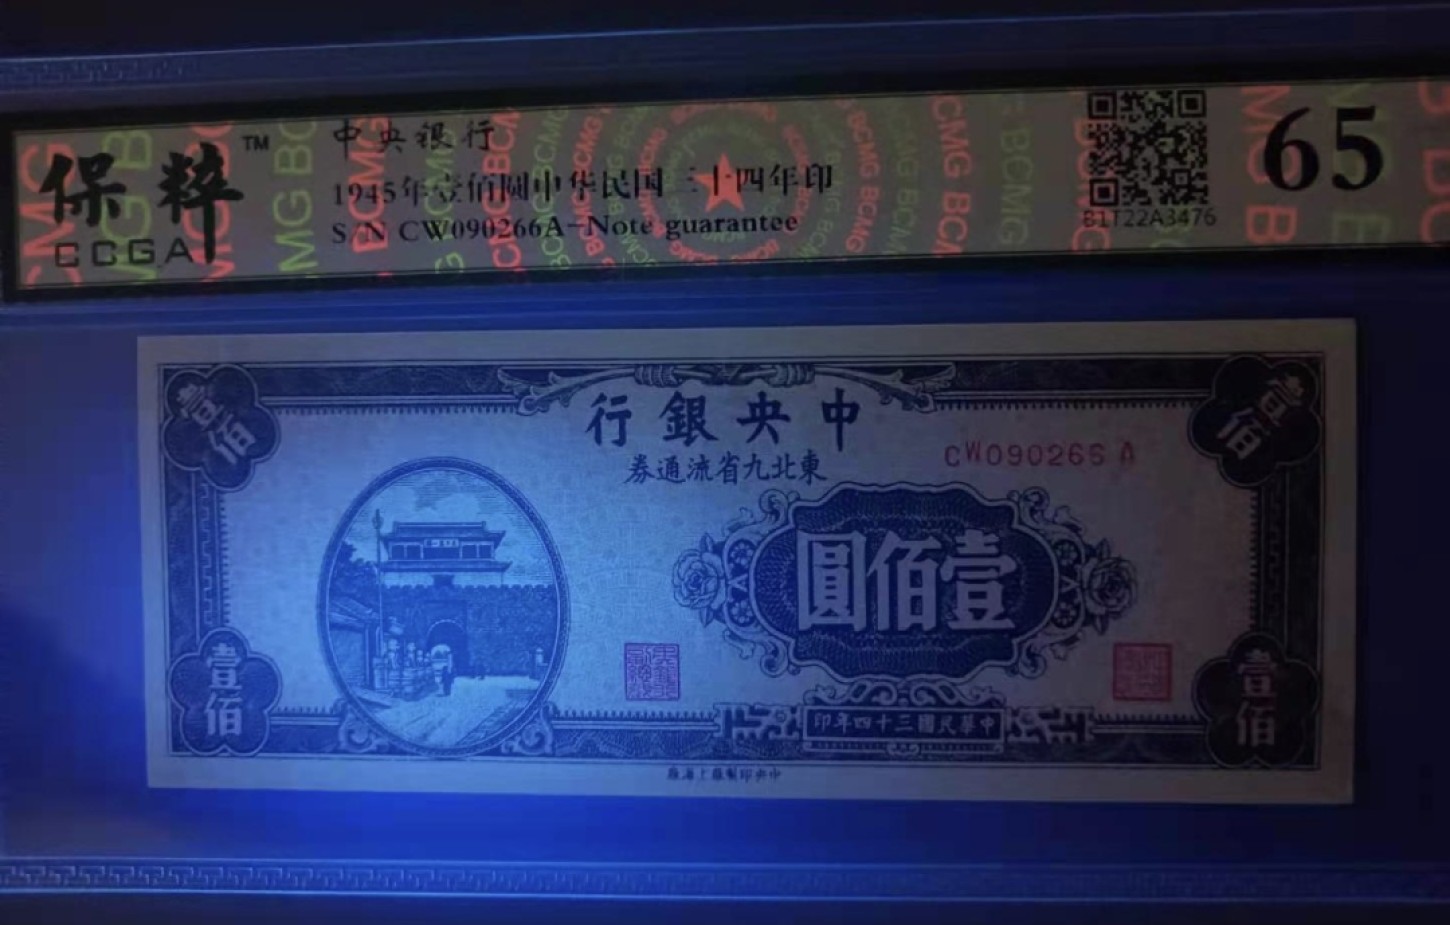 保粹™
CCGA
中央银行
1945年壹佰圆中华民国三十四年印
S/N CW090266A-Note guarantee
B1T22A3476
65
BCMG BCMG
壹佰
壹佰
行銀央中
券通流省九北東
CW090266 A
圓佰壹
印年四十三國民華中
壹佰
壹佰
廠海上廠製印央中